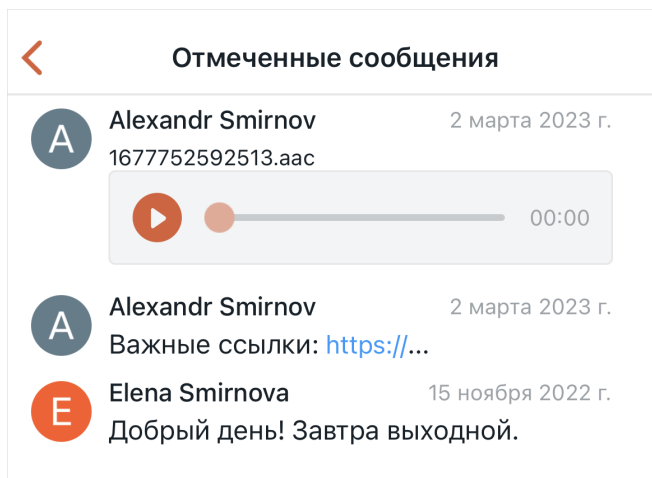 Отмеченные сообщения
A
Alexandr Smirnov 2 марта 2023 г.
1677752592513.aac
00:00
A
Alexandr Smirnov 2 марта 2023 г.
Важные ссылки: https://...
E
Elena Smirnova 15 ноября 2022 г.
Добрый день! Завтра выходной.